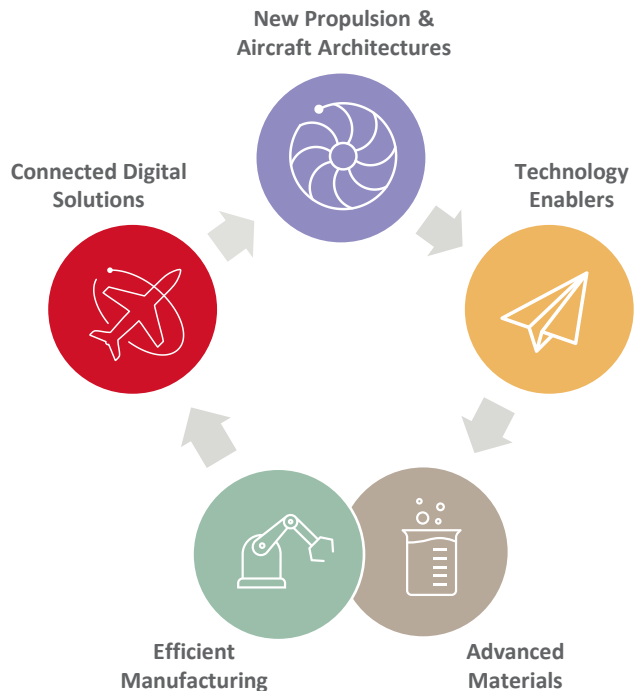 New Propulsion &
Aircraft Architectures
Connected Digital
Solutions
Technology
Enablers
Efficient
Manufacturing
Advanced
Materials